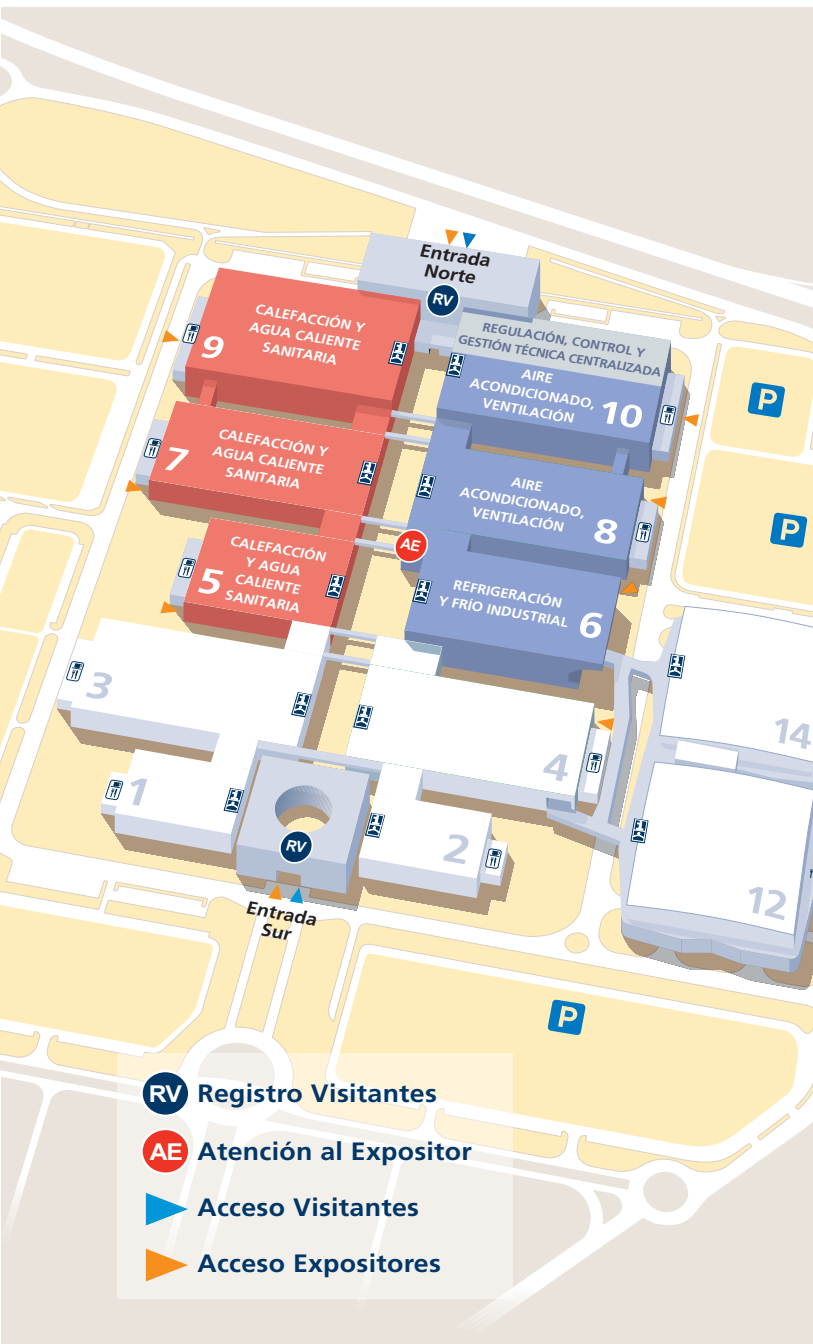 Entrada
Norte
RV
CALEFACCIÓN Y
AGUA CALIENTE
SANITARIA
9
REGULACIÓN, CONTROL Y
GESTIÓN TÉCNICA CENTRALIZADA
AIRE
ACONDICIONADO,
VENTILACIÓN
10
P
CALEFACCIÓN Y
AGUA CALIENTE
SANITARIA
7
AIRE
ACONDICIONADO,
VENTILACIÓN
8
P
AE
CALEFACCIÓN
Y AGUA
CALIENTE
SANITARIA
5
REFRIGERACIÓN
Y FRÍO INDUSTRIAL
6
3
14
4
1
2
12
RV
Entrada
Sur
P
RV Registro Visitantes
AE Atención al Expositor
Acceso Visitantes
Acceso Expositores